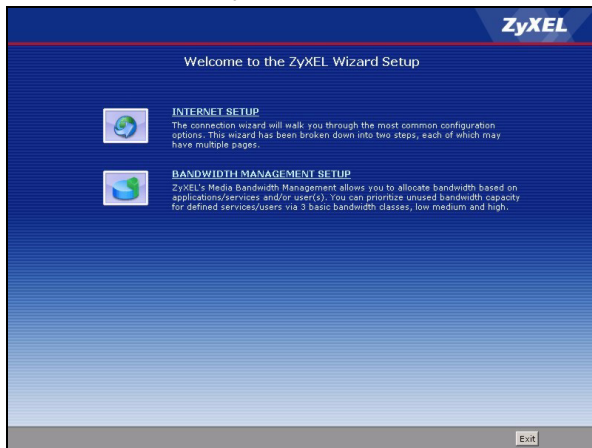 ZyXEL
Welcome to the ZyXEL Wizard Setup
INTERNET SETUP
The connection wizard will walk you through the most common configuration
options. This wizard has been broken down into two steps, each of which may
have multiple pages.
BANDWIDTH MANAGEMENT SETUP
ZyXEL's Media Bandwidth Management allows you to allocate bandwidth based on
applications/services and/or user(s). You can prioritize unused bandwidth capacity
for defined services/users via 3 basic bandwidth classes, low medium and high.
Exit